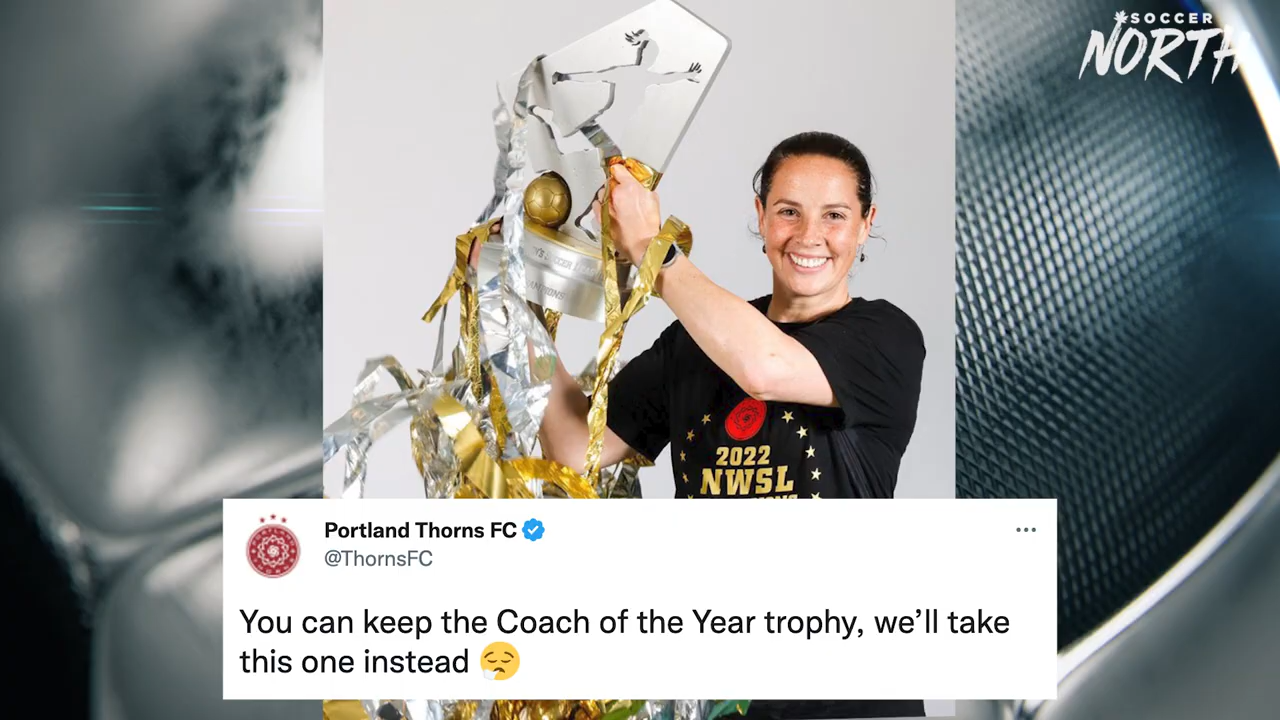 SOCCER
NORTH
SOCCER
2022
NWSL
Portland Thorns FC
@ThornsFC
You can keep the Coach of the Year trophy, we’ll take
this one instead 😮‍💨